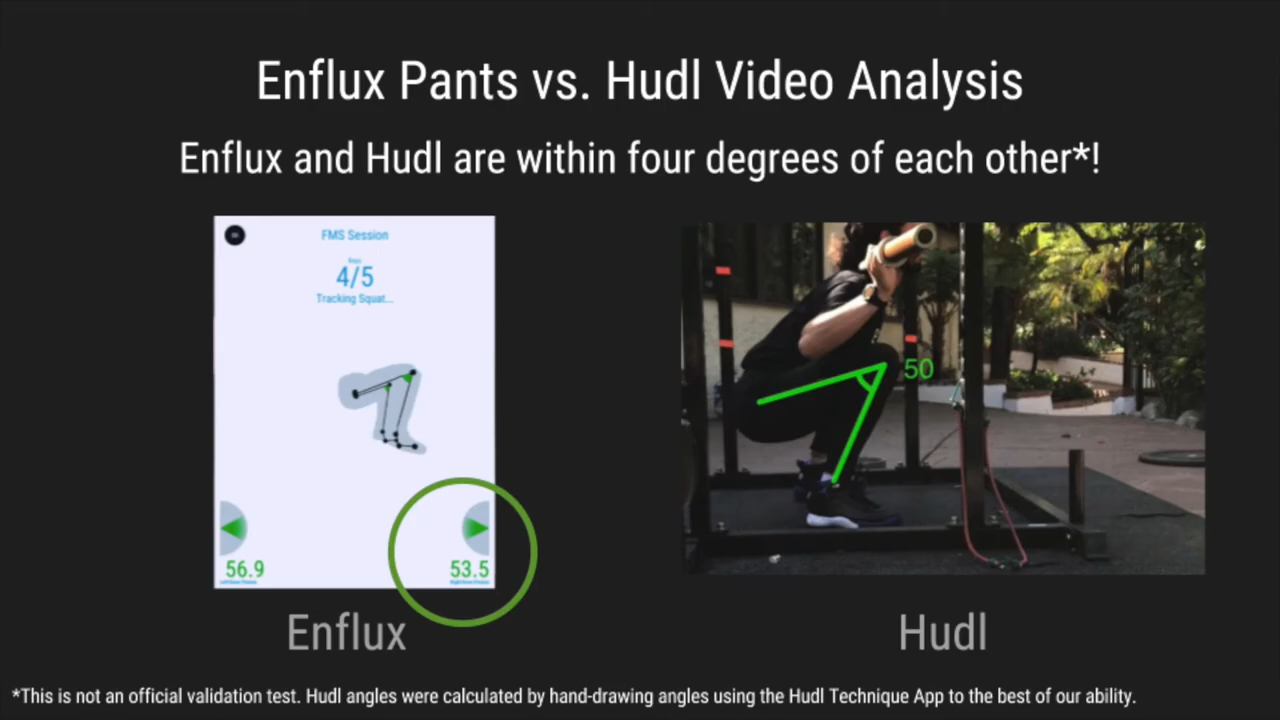 Enflux Pants vs. Hudl Video Analysis
Enflux and Hudl are within four degrees of each other*!
FMS Session
Reps
4/5
Tracking Squat...
50
56.9
53.5
Enflux
Hudl
*This is not an official validation test. Hudl angles were calculated by hand-drawing angles using the Hudl Technique App to the best of our ability.